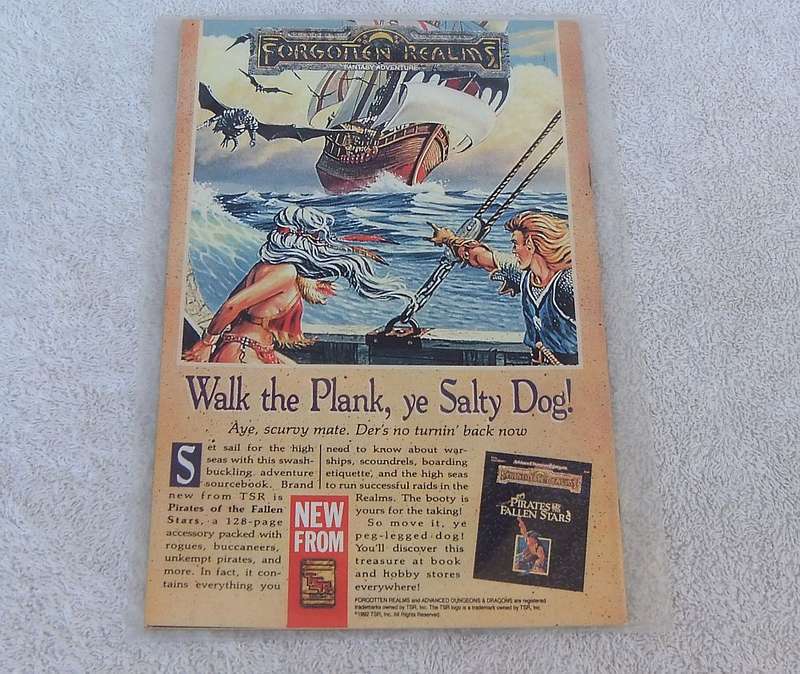 FORGOTTEN REALMS
FANTASY ADVENTURE
Walk the Plank, ye Salty Dog!
Aye, scurvy mate. Der's no turnin' back now
Set sail for the high
seas with this swash-
buckling adventure
sourcebook. Brand
new from TSR is
Pirates of the Fallen
Stars, a 128-page
accessory packed with
rogues, buccaneers,
unkempt pirates, and
more. In fact, it con-
tains everything you
need to know about war-
ships, scoundrels, boarding
etiquette, and the high seas
to run successful raids in the
Realms. The booty is
yours for the taking!
So move it, ye
peg-legged dog!
You'll discover this
treasure at book
and hobby stores
everywhere!
NEW
FROM
TSR
Advanced Dungeons & Dragons
FORGOTTEN REALMS
PIRATES OF THE
FALLEN STARS
FORGOTTEN REALMS and ADVANCED DUNGEONS & DRAGONS are registered
trademarks owned by TSR, Inc. The TSR logo is a trademark owned by TSR, Inc.
©1992 TSR, Inc. All Rights Reserved.